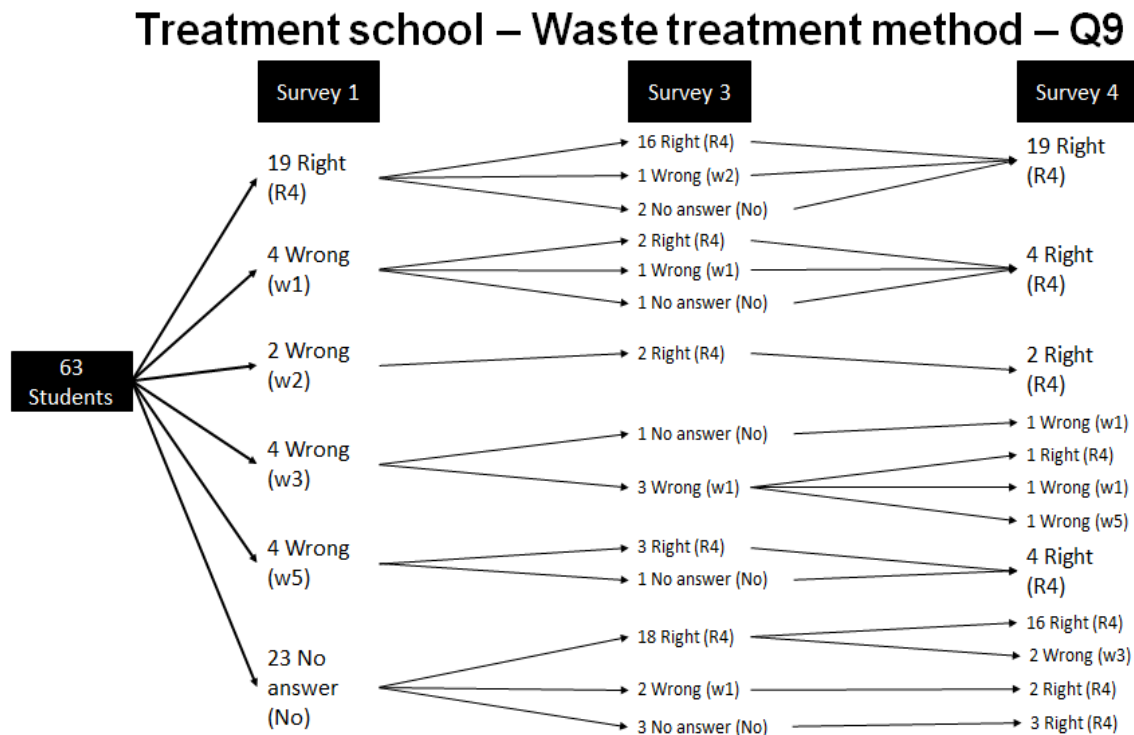 Treatment school – Waste treatment method – Q9
Survey 1
Survey 3
Survey 4
63
Students
19 Right
(R4)
16 Right (R4)
1 Wrong (w2)
2 No answer (No)
19 Right
(R4)
4 Wrong
(w1)
2 Right (R4)
1 Wrong (w1)
1 No answer (No)
4 Right
(R4)
2 Wrong
(w2)
2 Right (R4)
2 Right
(R4)
4 Wrong
(w3)
1 No answer (No)
3 Wrong (w1)
1 Wrong (w1)
1 Right (R4)
1 Wrong (w1)
1 Wrong (w5)
4 Wrong
(w5)
3 Right (R4)
1 No answer (No)
4 Right
(R4)
23 No
answer
(No)
18 Right (R4)
2 Wrong (w1)
3 No answer (No)
16 Right (R4)
2 Wrong (w3)
2 Right (R4)
3 Right (R4)